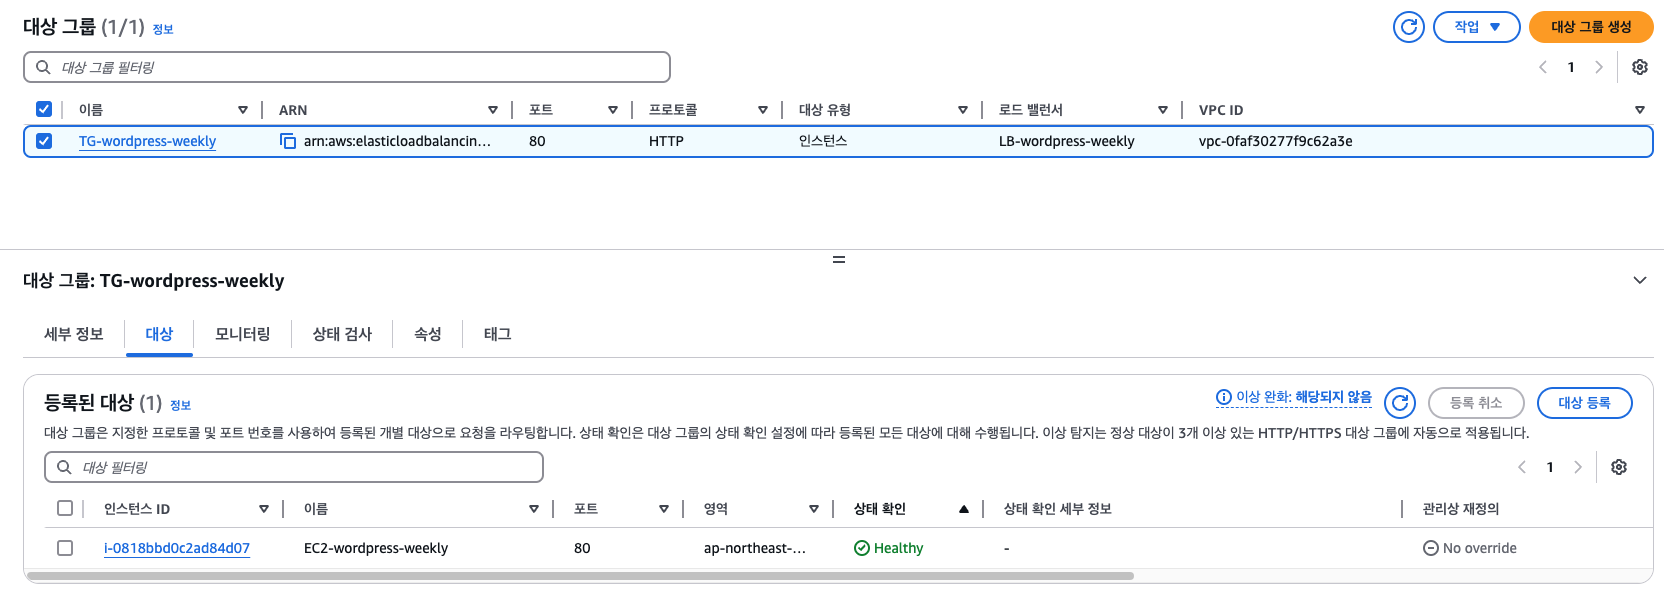 대상 그룹 (1/1) 정보
작업 대상 그룹 생성
대상 그룹 필터링
1
이름 ARN 포트 프로토콜 대상 유형 로드 밸런서 VPC ID
TG-wordpress-weekly arn:aws:elasticloadbalancin... 80 HTTP 인스턴스 LB-wordpress-weekly vpc-0faf30277f9c62a3e
대상 그룹: TG-wordpress-weekly
세부 정보 대상 모니터링 상태 검사 속성 태그
등록된 대상 (1) 정보
이상 완화: 해당되지 않음 등록 취소 대상 등록
대상 그룹은 지정한 프로토콜 및 포트 번호를 사용하여 등록된 개별 대상으로 요청을 라우팅합니다. 상태 확인은 대상 그룹의 상태 확인 설정에 따라 등록된 모든 대상에 대해 수행됩니다. 이상 탐지는 정상 대상이 3개 이상 있는 HTTP/HTTPS 대상 그룹에 자동으로 적용됩니다.
대상 필터링
1
인스턴스 ID 이름 포트 영역 상태 확인 상태 확인 세부 정보 관리상 재정의
i-0818bbd0c2ad84d07 EC2-wordpress-weekly 80 ap-northeast-... Healthy - No override